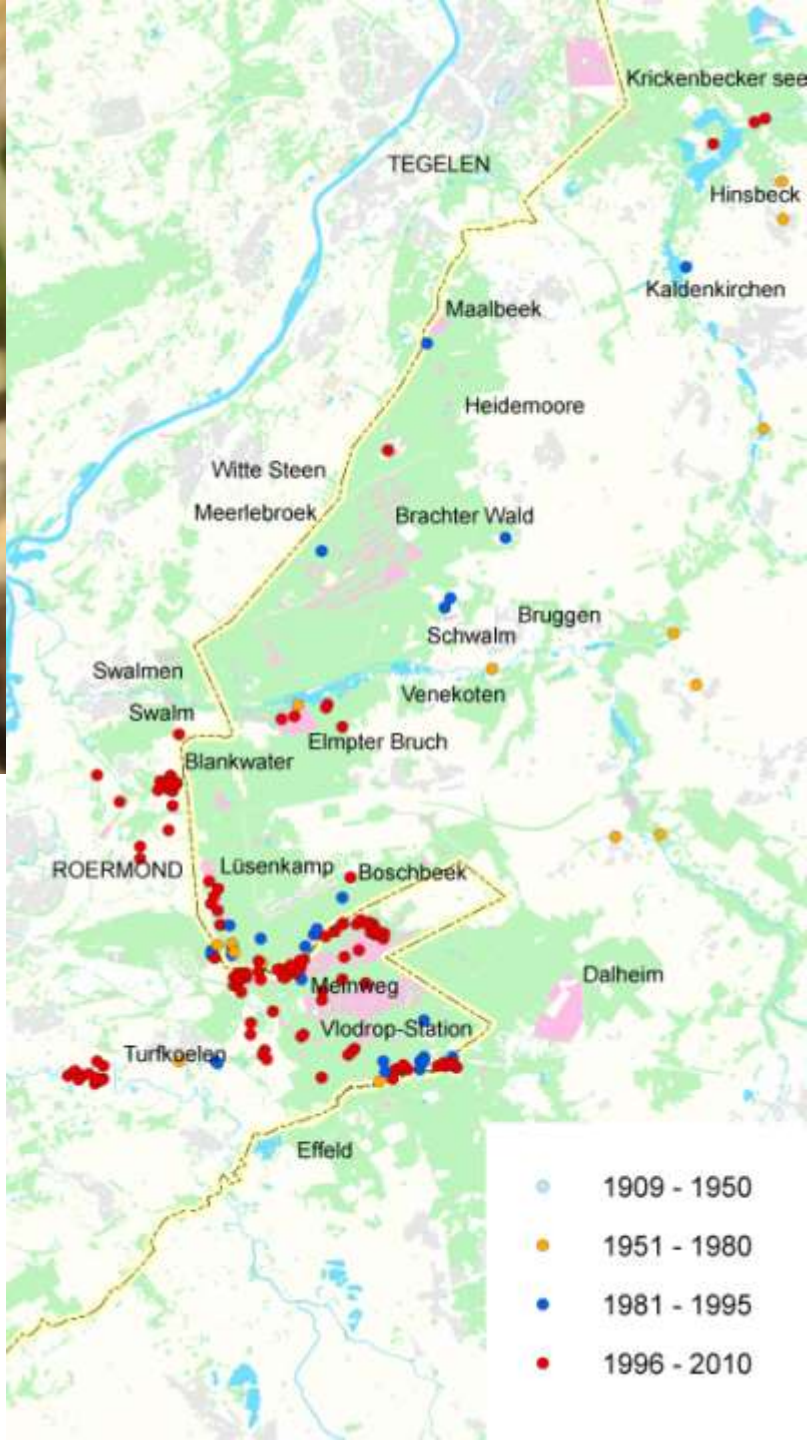 Krickenbecker see
TEGELEN
Hinsbeck
Kaldenkirchen
Maalbeek
Heidemoore
Witte Steen
Meerlebroek
Brachter Wald
Bruggen
Schwalm
Swalmen
Venekoten
Swalm
Elmpter Bruch
Blankwater
ROERMOND
Lüsenkamp
Boschbeek
Dalheim
Meinweg
Vlodrop-Station
Turfkoelen
Effeld
1909 - 1950
1951 - 1980
1981 - 1995
1996 - 2010